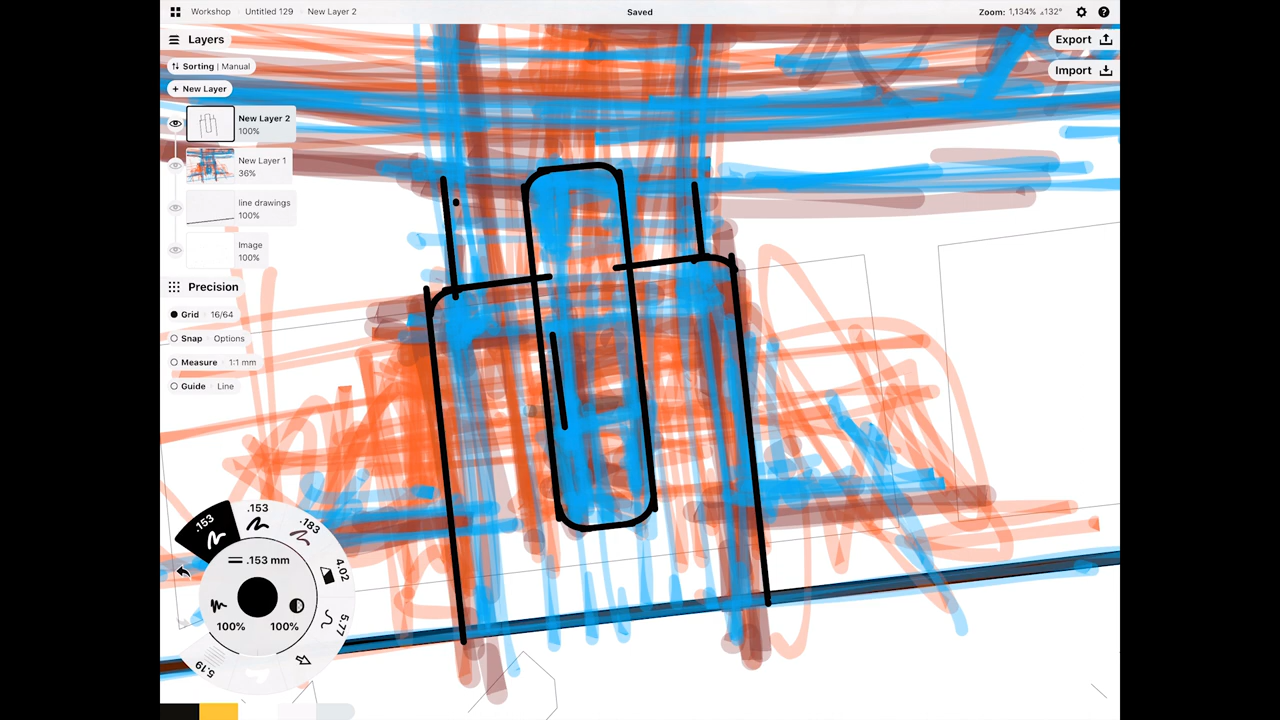 Workshop Untitled 129 New Layer 2
Saved
Zoom: 1,134% ⊿132°
Layers
Export
Sorting | Manual
Import
+ New Layer
New Layer 2
100%
New Layer 1
36%
line drawings
100%
Image
100%
Precision
Grid 16/64
Snap Options
Measure 1:1 mm
Guide Line
.153
.153
.183
4.02
5.77
5.19
.153 mm
100% 100%